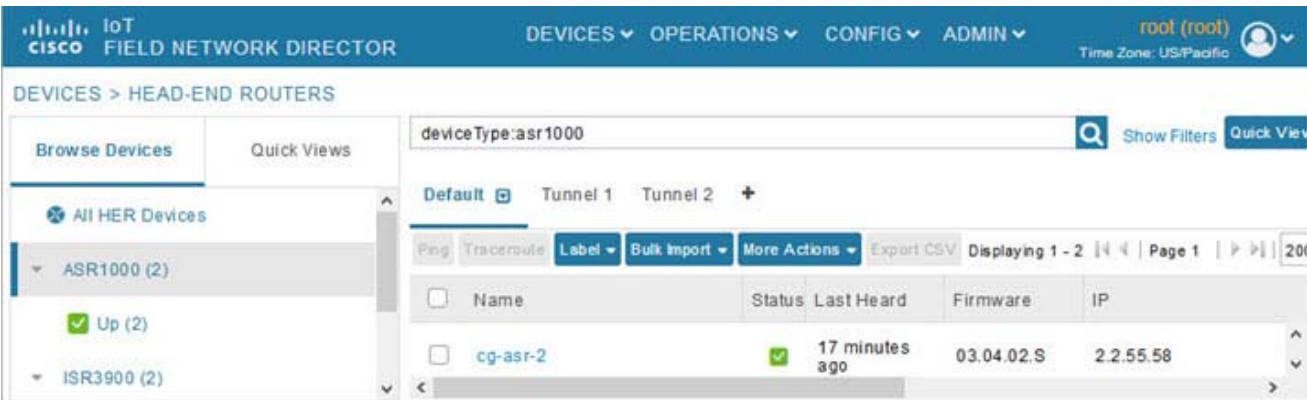 IoT
CISCO FIELD NETWORK DIRECTOR
DEVICES OPERATIONS CONFIG ADMIN
root (root)
Time Zone: US/Pacific
DEVICES > HEAD-END ROUTERS
Browse Devices Quick Views
All HER Devices
ASR1000 (2)
Up (2)
ISR3900 (2)
deviceType:asr1000
Show Filters Quick View
Default Tunnel 1 Tunnel 2 +
Ping Traceroute Label Bulk Import More Actions Export CSV Displaying 1 - 2 | Page 1 | 200
Name Status Last Heard Firmware IP
cg-asr-2 17 minutes ago 03.04.02.S 2.2.55.58